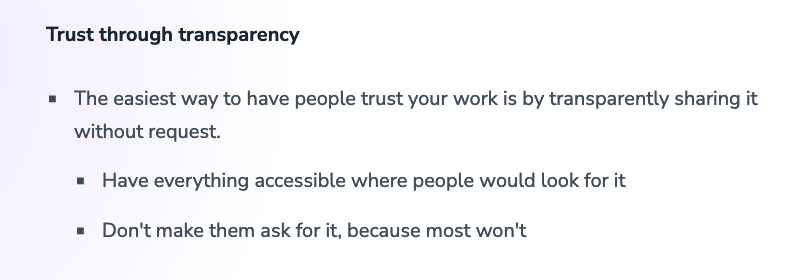 Trust through transparency
The easiest way to have people trust your work is by transparently sharing it
without request.
Have everything accessible where people would look for it
Don't make them ask for it, because most won't